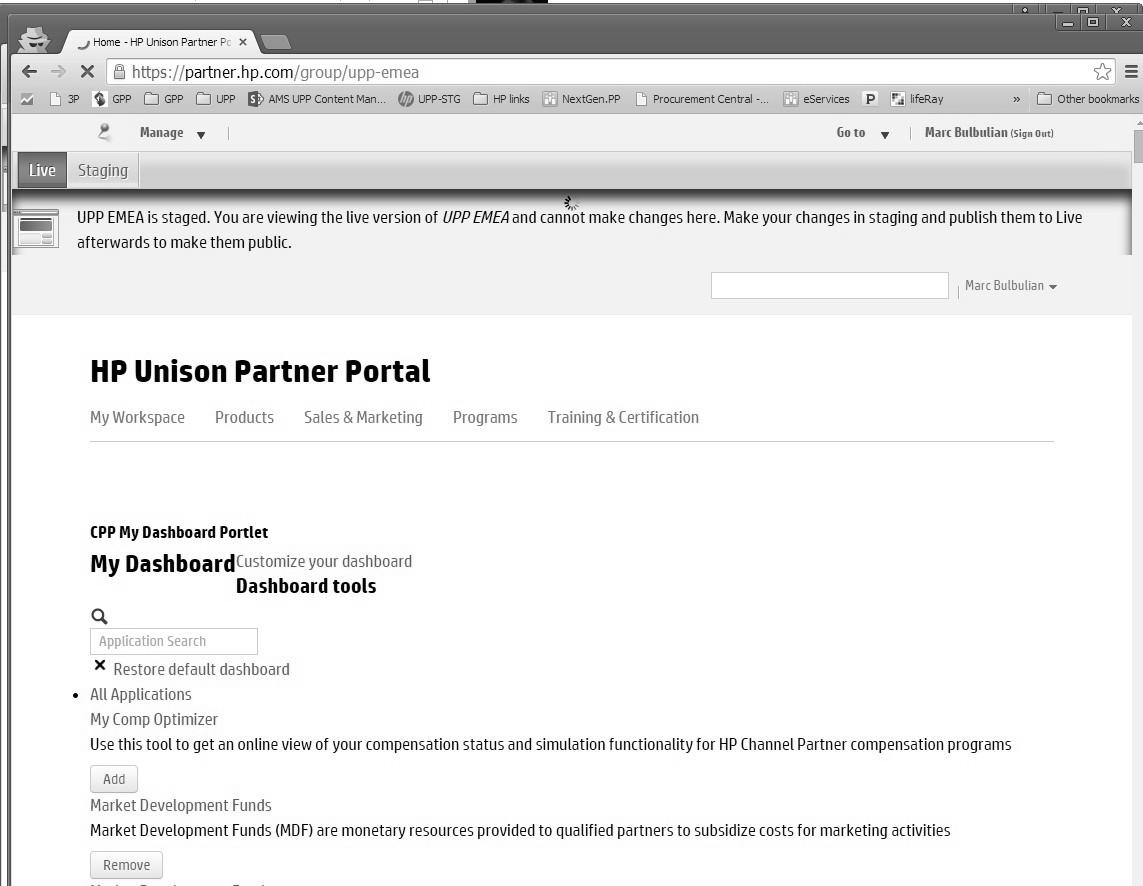 Home - HP Unison Partner Pc
https://partner.hp.com/group/upp-emea
3P GPP GPP UPP AMS UPP Content Man... UPP-STG HP links NextGen.PP Procurement Central -... eServices P lifeRay » Other bookmarks
Manage Go to Marc Bulbulian (Sign Out)
Live Staging
UPP EMEA is staged. You are viewing the live version of UPP EMEA and cannot make changes here. Make your changes in staging and publish them to Live
afterwards to make them public.
Marc Bulbulian
HP Unison Partner Portal
My Workspace Products Sales & Marketing Programs Training & Certification
CPP My Dashboard Portlet
My Dashboard Customize your dashboard
Dashboard tools
Application Search
Restore default dashboard
All Applications
My Comp Optimizer
Use this tool to get an online view of your compensation status and simulation functionality for HP Channel Partner compensation programs
Add
Market Development Funds
Market Development Funds (MDF) are monetary resources provided to qualified partners to subsidize costs for marketing activities
Remove